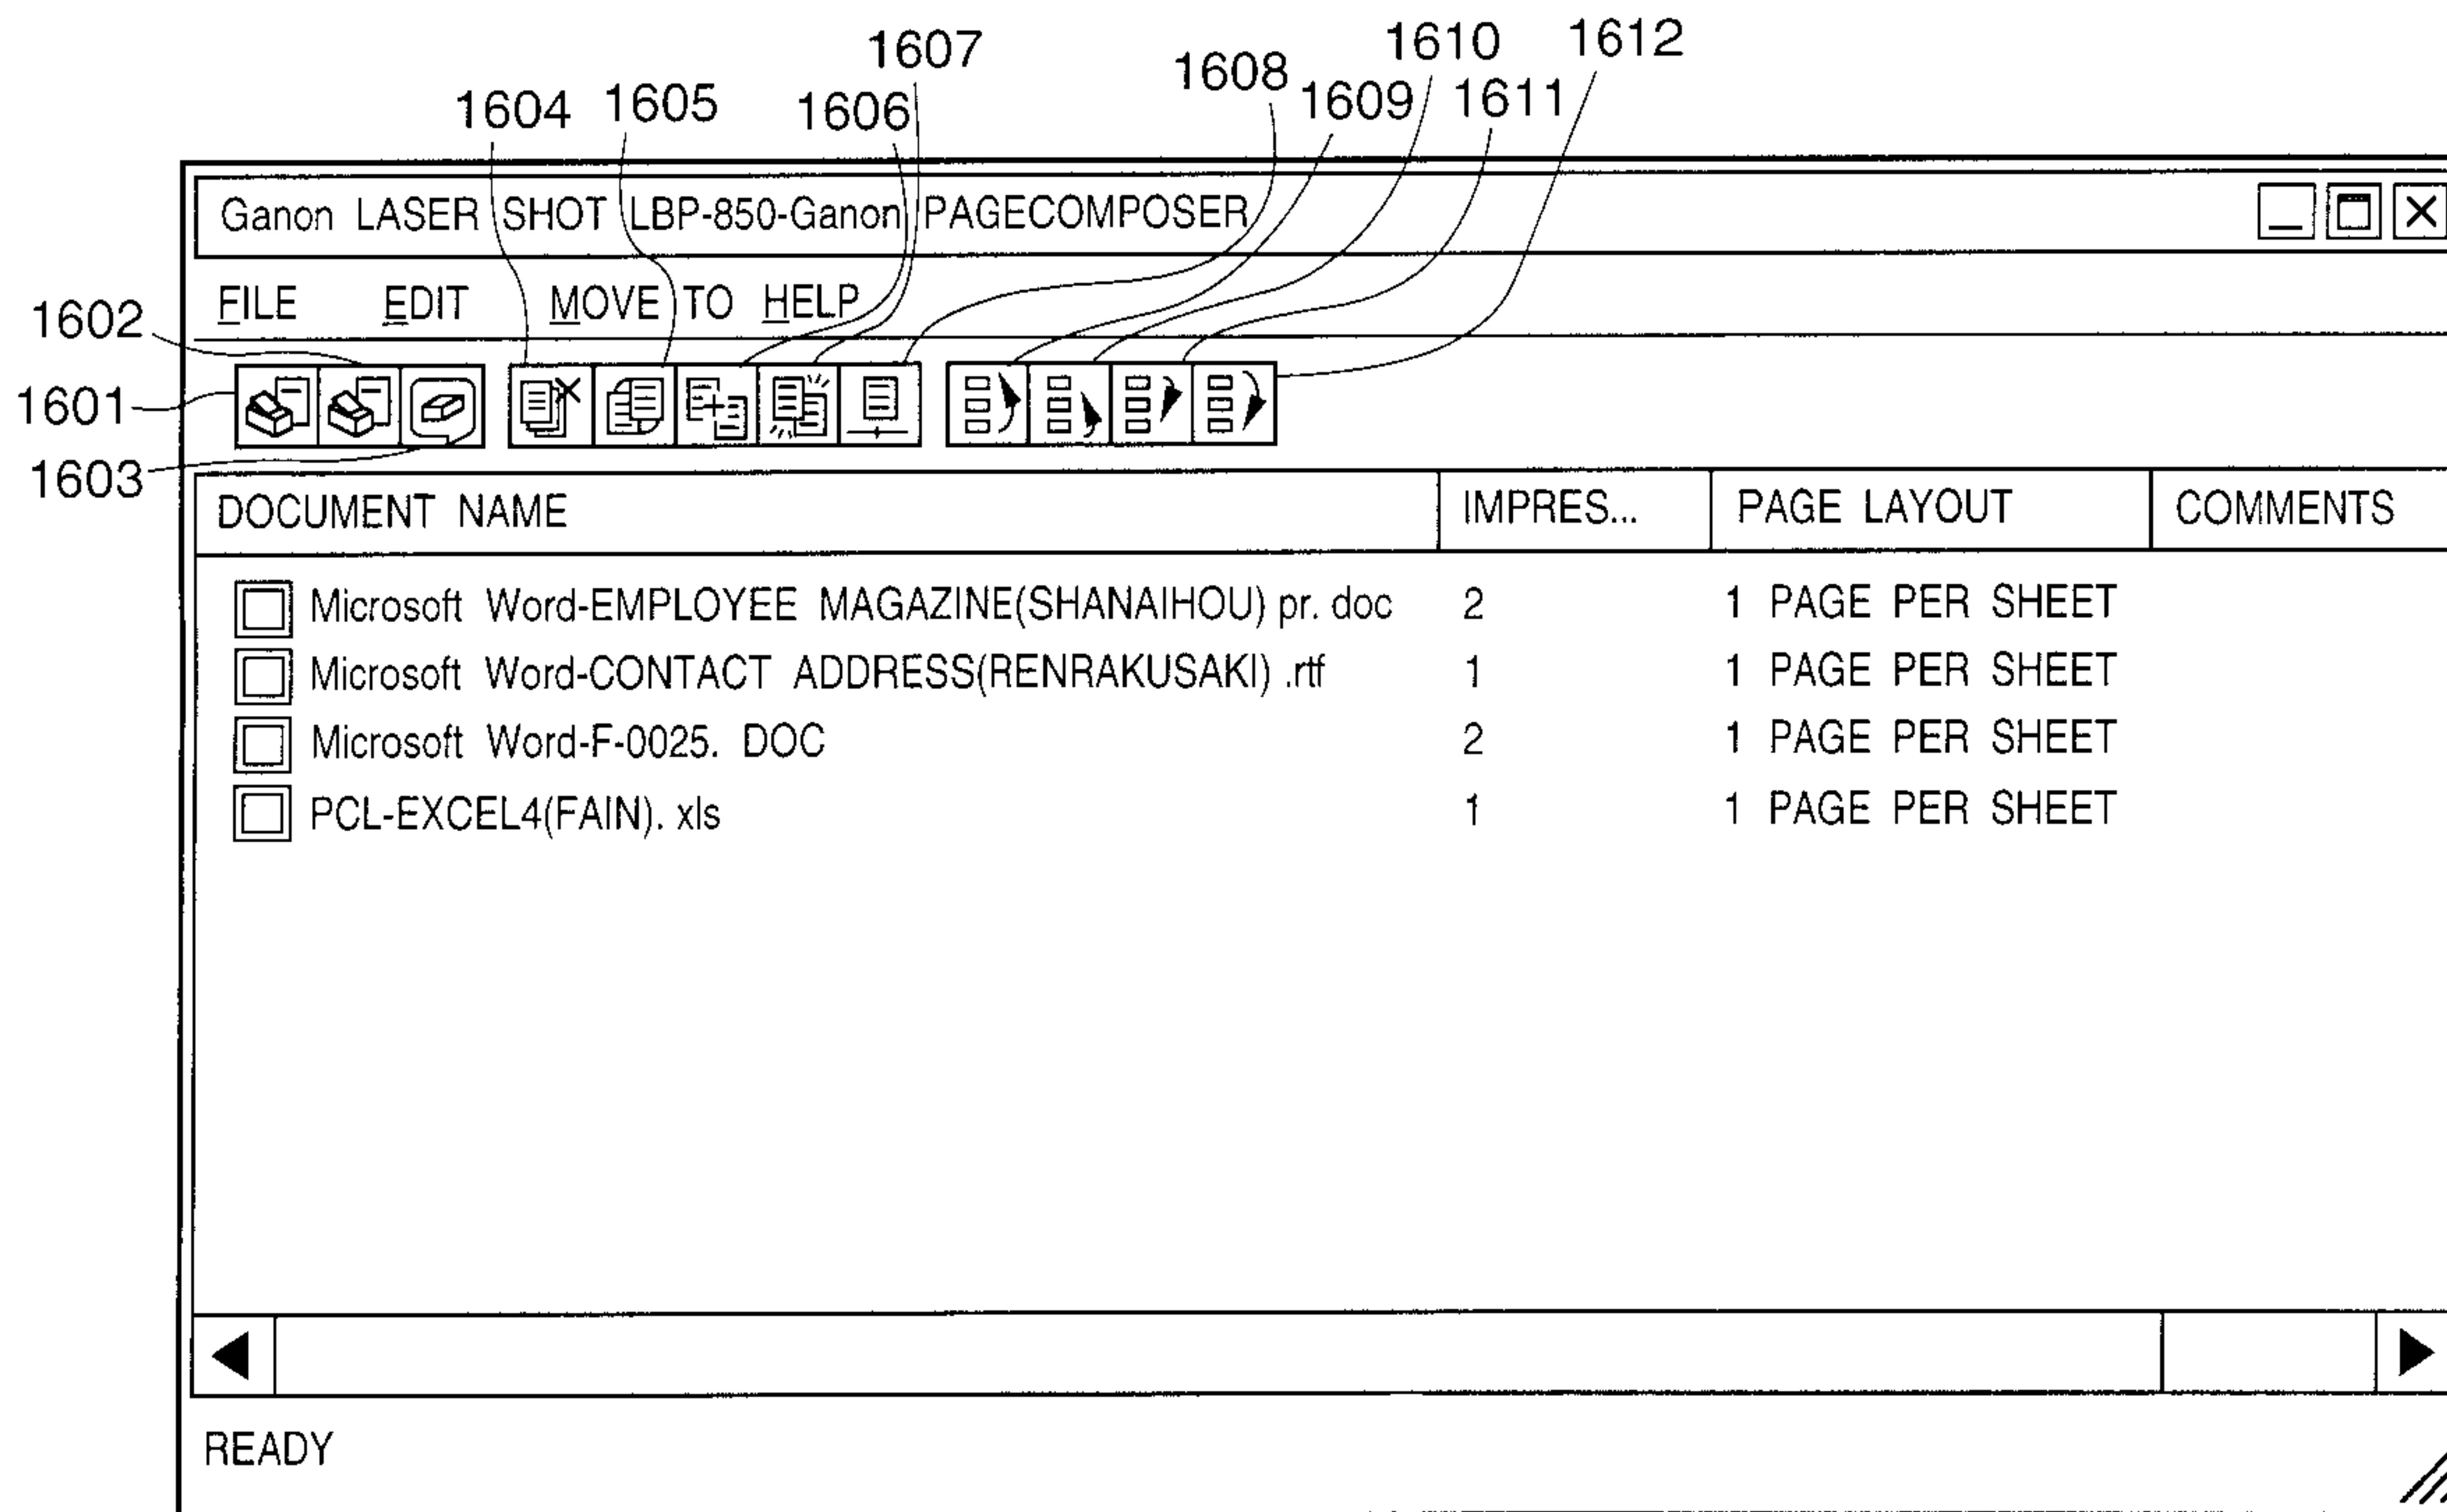 1607
1610
1612
1608
1604
1605
1606
1609
1611
Ganon LASER SHOT LBP-850-Ganon PAGECOMPOSER
FILE EDIT MOVE TO HELP
1602
1601
1603
DOCUMENT NAME IMPRES... PAGE LAYOUT COMMENTS
Microsoft Word-EMPLOYEE MAGAZINE(SHANAIHOU) pr. doc 2 1 PAGE PER SHEET
Microsoft Word-CONTACT ADDRESS(RENRAKUSAKI) .rtf 1 1 PAGE PER SHEET
Microsoft Word-F-0025. DOC 2 1 PAGE PER SHEET
PCL-EXCEL4(FAIN). xls 1 1 PAGE PER SHEET
READY